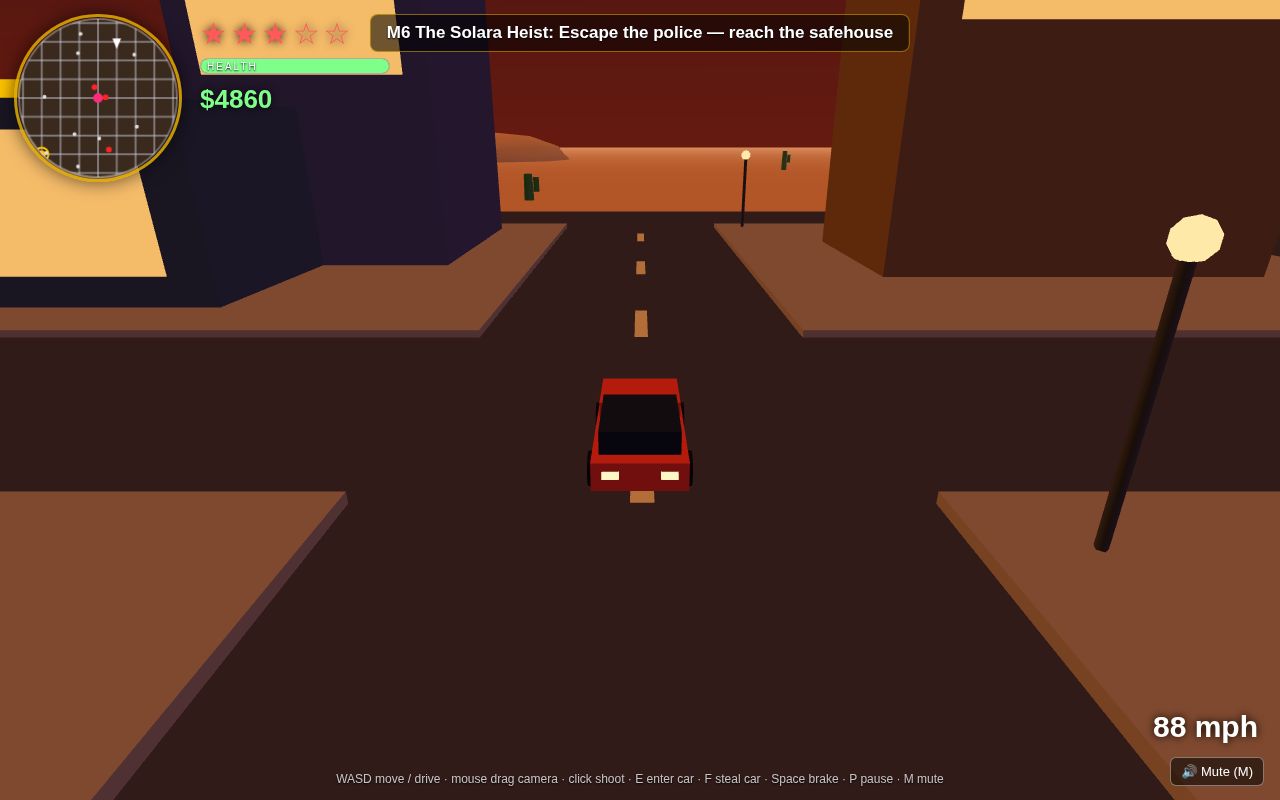 ★★★☆☆
M6 The Solara Heist: Escape the police — reach the safehouse
HEALTH
$4860
88 mph
🔊 Mute (M)
WASD move / drive · mouse drag camera · click shoot · E enter car · F steal car · Space brake · P pause · M mute